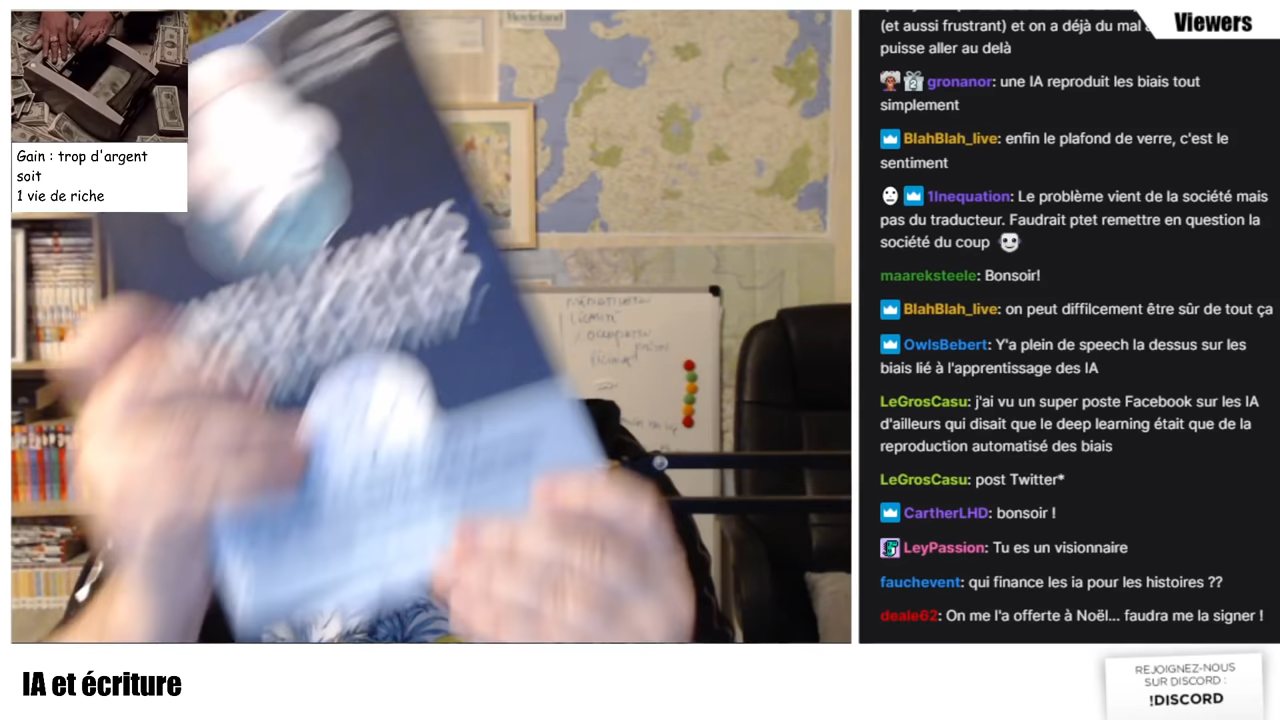 Gain : trop d'argent
soit
1 vie de riche
Movieland
Viewers
(et aussi frustrant) et on a déjà du mal
puisse aller au delà
gronanor: une IA reproduit les biais tout
simplement
BlahBlah_live: enfin le plafond de verre, c'est le
sentiment
1Inequation: Le problème vient de la société mais
pas du traducteur. Faudrait ptet remettre en question la
société du coup
maareksteele: Bonsoir!
BlahBlah_live: on peut diffilcement être sûr de tout ça
OwlsBebert: Y'a plein de speech la dessus sur les
biais lié à l'apprentissage des IA
LeGrosCasu: j'ai vu un super poste Facebook sur les IA
d'ailleurs qui disait que le deep learning était que de la
reproduction automatisé des biais
LeGrosCasu: post Twitter*
CartherLHD: bonsoir !
LeyPassion: Tu es un visionnaire
fauchevent: qui finance les ia pour les histoires ??
deale62: On me l'a offerte à Noël... faudra me la signer !
IA et écriture
REJOIGNEZ-NOUS
SUR DISCORD :
!DISCORD